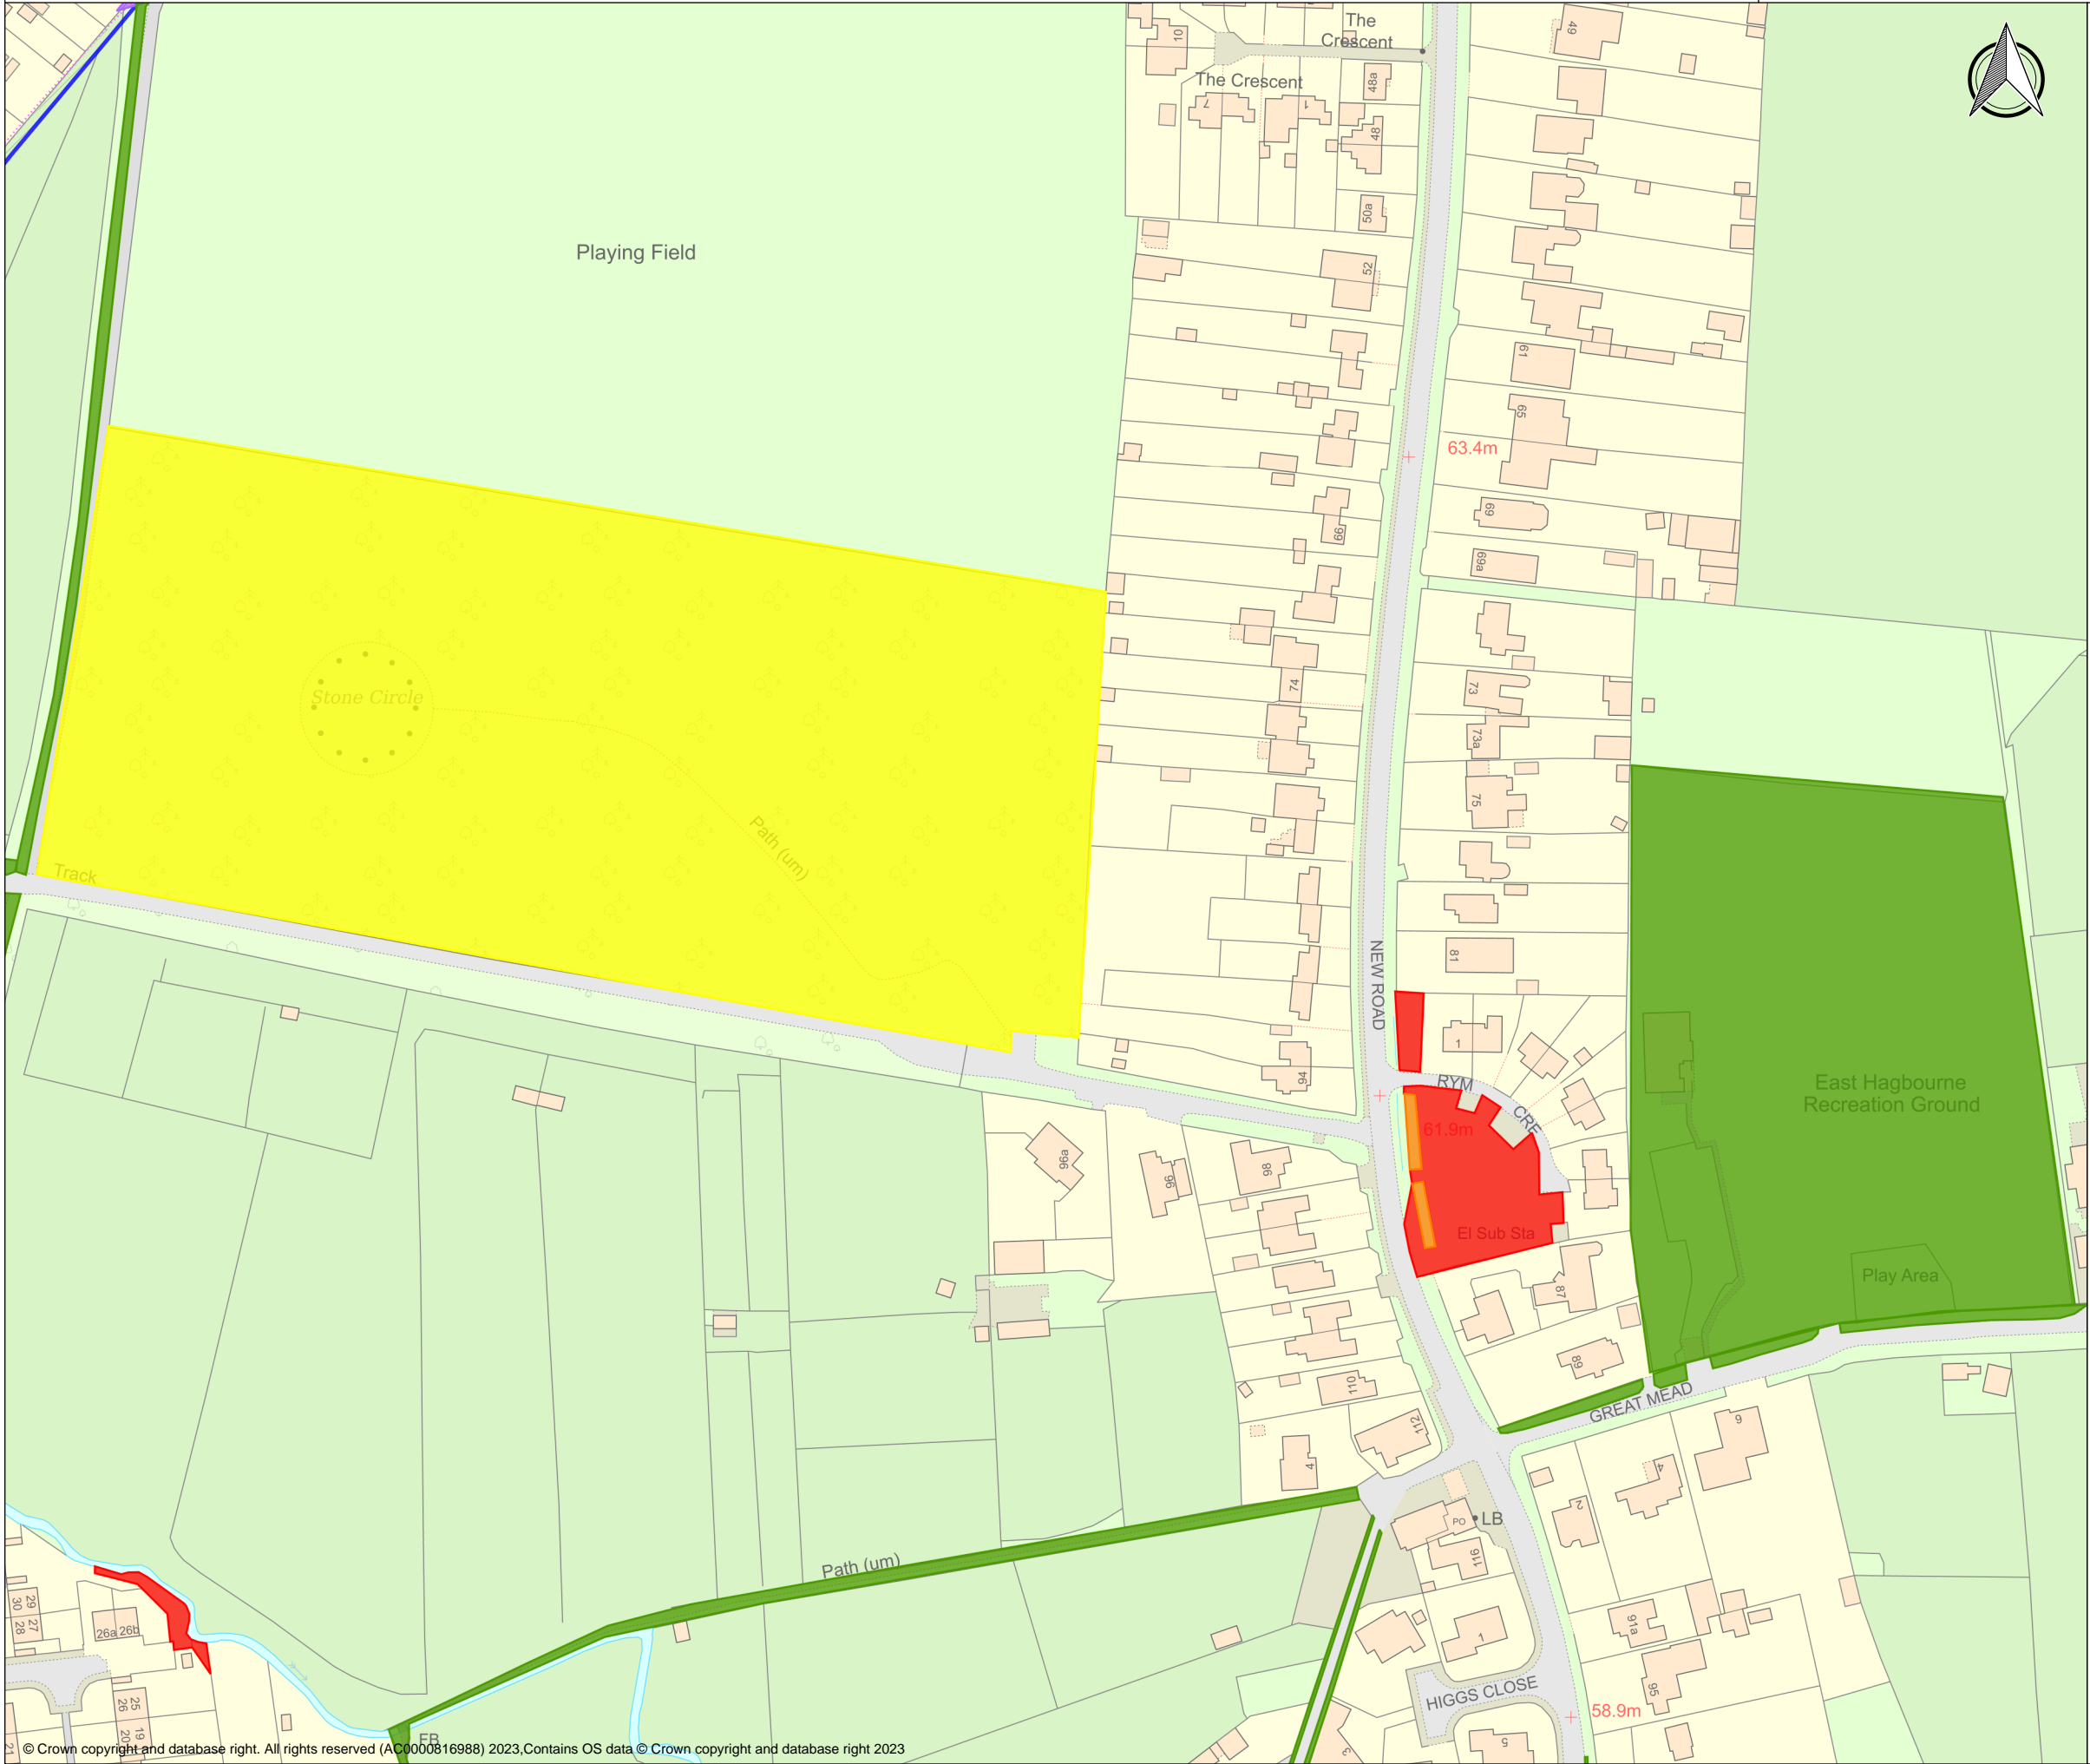 The
Crescent
The Crescent
10
7
1
48a
48
50a
49
Playing Field
52
61
65
63.4m
66
69
69a
Stone Circle
74
73
73a
75
Path (um)
Track
NEW ROAD
81
1
RYM
CRE
94
61.9m
East Hagbourne
Recreation Ground
96a
96
98
El Sub Sta
Play Area
87
89
110
112
GREAT MEAD
4
9
4
2
PO
LB
116
Path (um)
1
91a
95
HIGGS CLOSE
58.9m
5
3
29
30
27
28
26a 26b
25
26
19
20
21
FB
© Crown copyright and database right. All rights reserved (AC0000816988) 2023,Contains OS data © Crown copyright and database right 2023